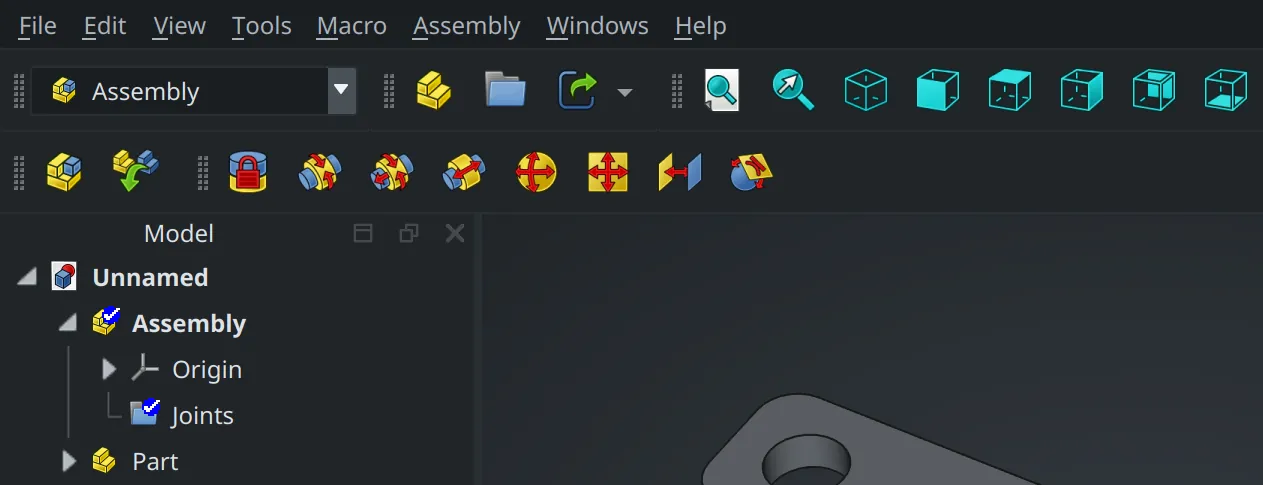 File Edit View Tools Macro Assembly Windows Help
Assembly
Model
Unnamed
Assembly
Origin
Joints
Part